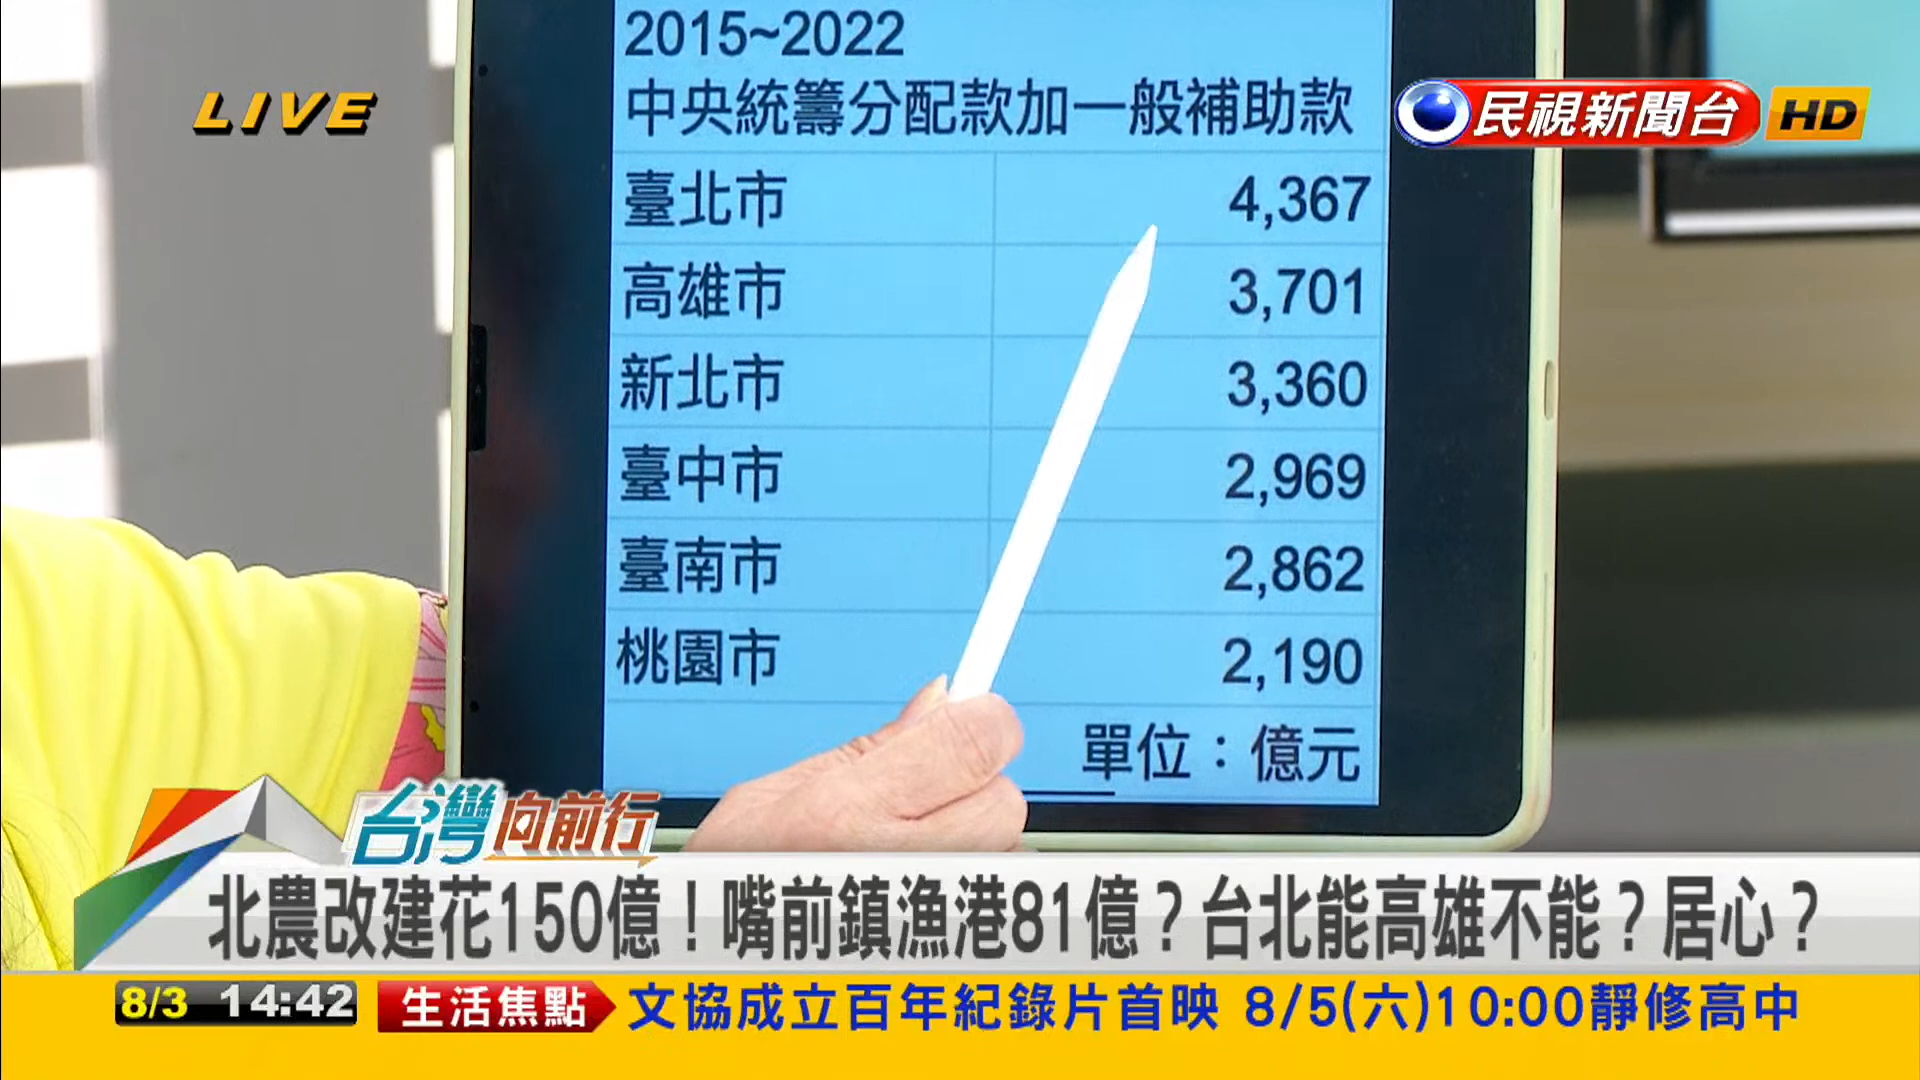 2015~2022
中央統籌分配款加一般補助款
LIVE
民視新聞台 HD
臺北市 4,367
高雄市 3,701
新北市 3,360
臺中市 2,969
臺南市 2,862
桃園市 2,190
單位：億元
台灣向前行
北農改建花150億！嘴前鎮漁港81億？台北能高雄不能？居心？
8/3 14:42 生活焦點 文協成立百年紀錄片首映 8/5(六)10:00靜修高中